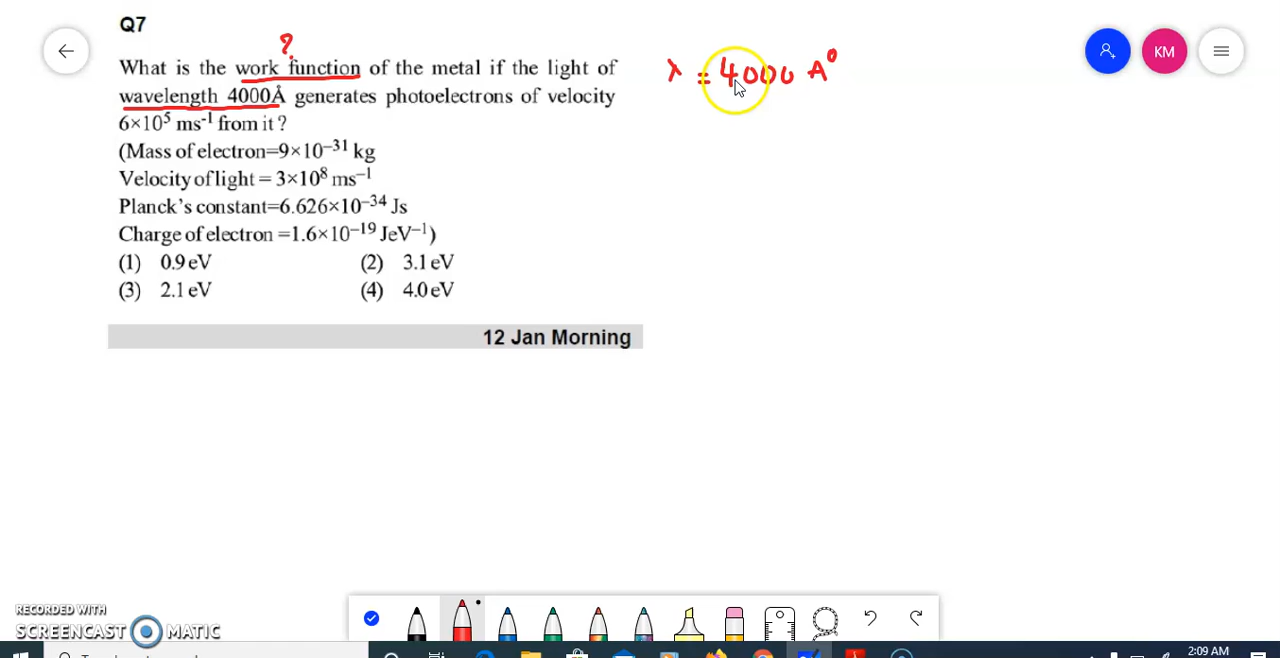 Q7
?
What is the work function of the metal if the light of λ = 4000 A⁰
wavelength 4000Å generates photoelectrons of velocity
6×10⁵ ms⁻¹ from it ?
(Mass of electron=9×10⁻³¹ kg
Velocity of light = 3×10⁸ ms⁻¹
Planck's constant=6.626×10⁻³⁴ Js
Charge of electron =1.6×10⁻¹⁹ JeV⁻¹)
(1) 0.9 eV (2) 3.1 eV
(3) 2.1 eV (4) 4.0 eV
12 Jan Morning
KM
RECORDED WITH
SCREENCAST MATIC
2:09 AM